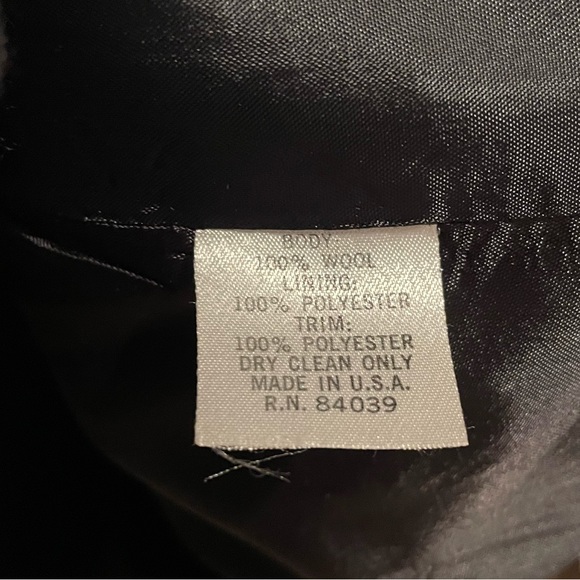 BODY:
100% WOOL
LINING:
100% POLYESTER
TRIM:
100% POLYESTER
DRY CLEAN ONLY
MADE IN U.S.A.
R.N. 84039